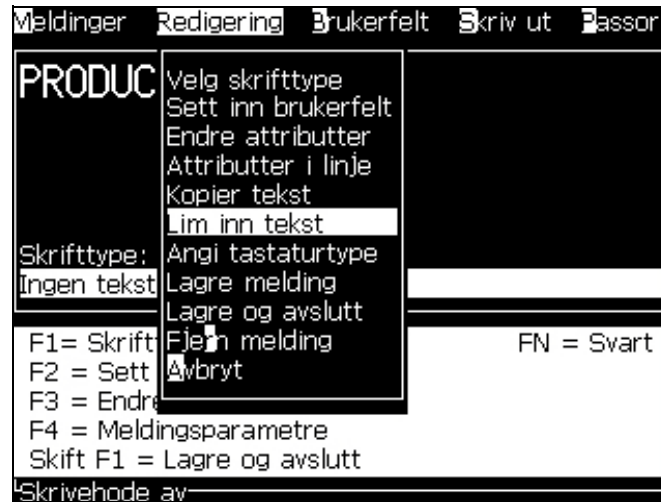 Meldinger Redigering Brukerfelt Skriv ut Passor
PRODUC
Velg skrifttype
Sett inn brukerfelt
Endre attributter
Attributter i linje
Kopier tekst
Lim inn tekst
Skrifttype: Angi tastaturtype
Ingen tekst Lagre melding
Lagre og avslutt
F1= Skrift Fjern melding FN = Svart
F2 = Sett Avbryt
F3 = Endre
F4 = Meldingsparametre
Skift F1 = Lagre og avslutt
Skrivehode av